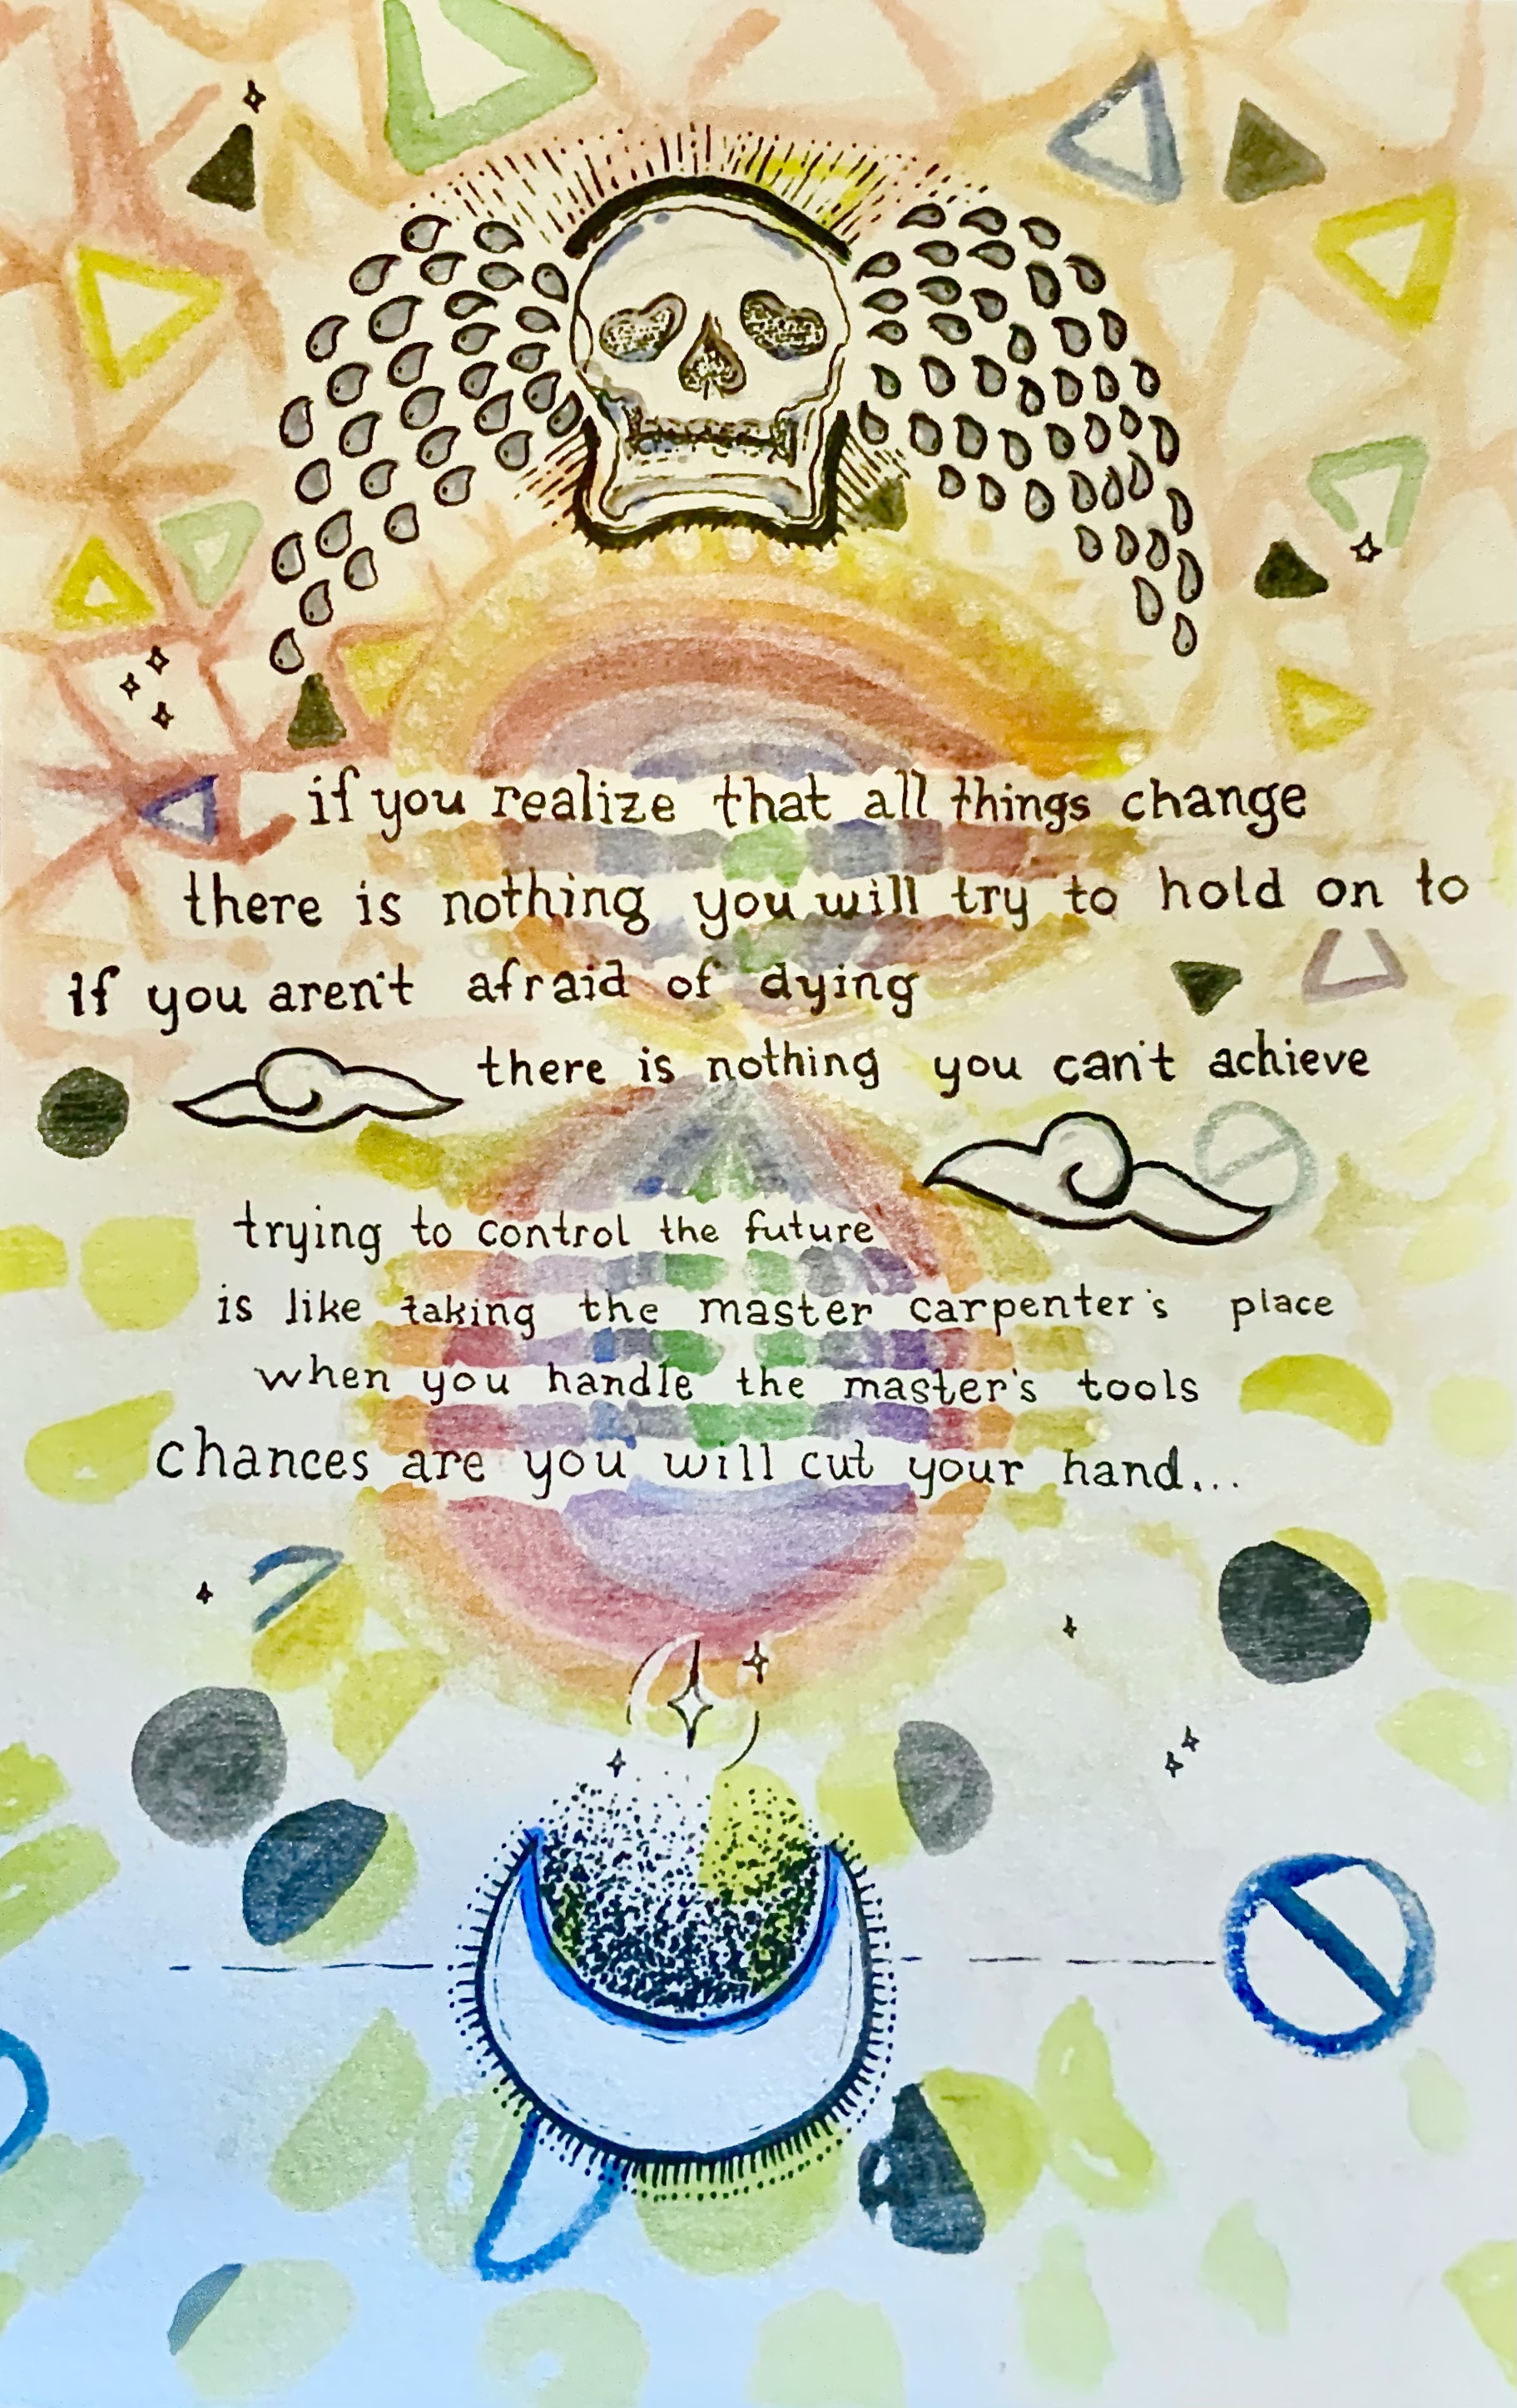 if you realize that all things change
there is nothing you will try to hold on to
If you aren't afraid of dying
there is nothing you can't achieve
trying to control the future
is like taking the master carpenter's place
when you handle the master's tools
chances are you will cut your hand...